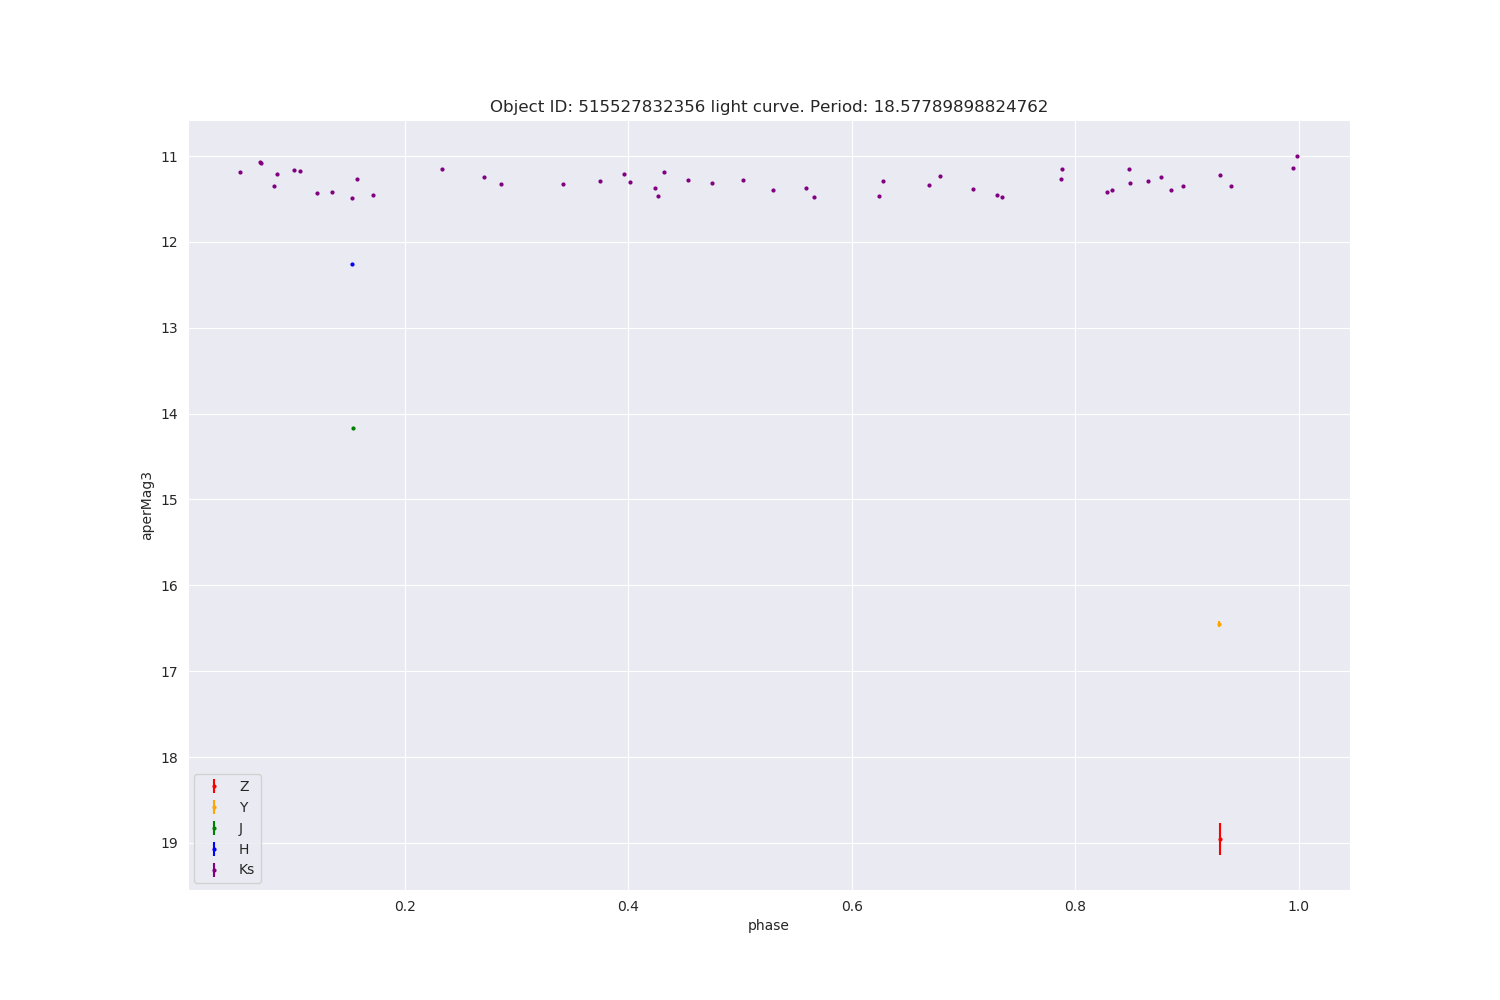 Object ID: 515527832356 light curve. Period: 18.57789898824762
11
12
13
14
15
16
17
18
19
aperMag3
Z
Y
J
H
Ks
0.2 0.4 0.6 0.8 1.0
phase